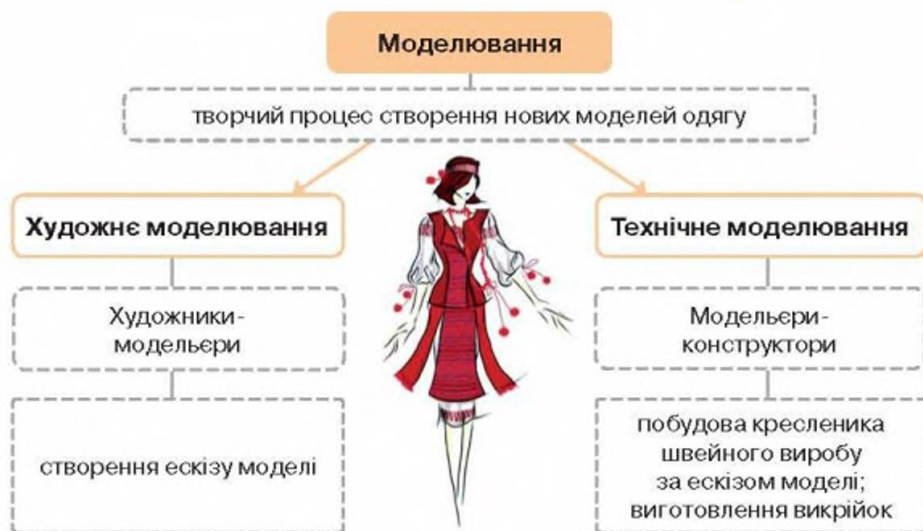 Моделювання
творчий процес створення нових моделей одягу
Художнє моделювання
Технічне моделювання
Художники-
модельєри
Модельєри-
конструктори
створення ескізу моделі
побудова кресленика
швейного виробу
за ескізом моделі;
виготовлення викрійок